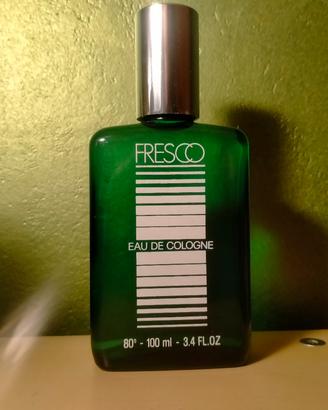 FRESCO
EAU DE COLOGNE
80° - 100 ml - 3.4 FL.OZ